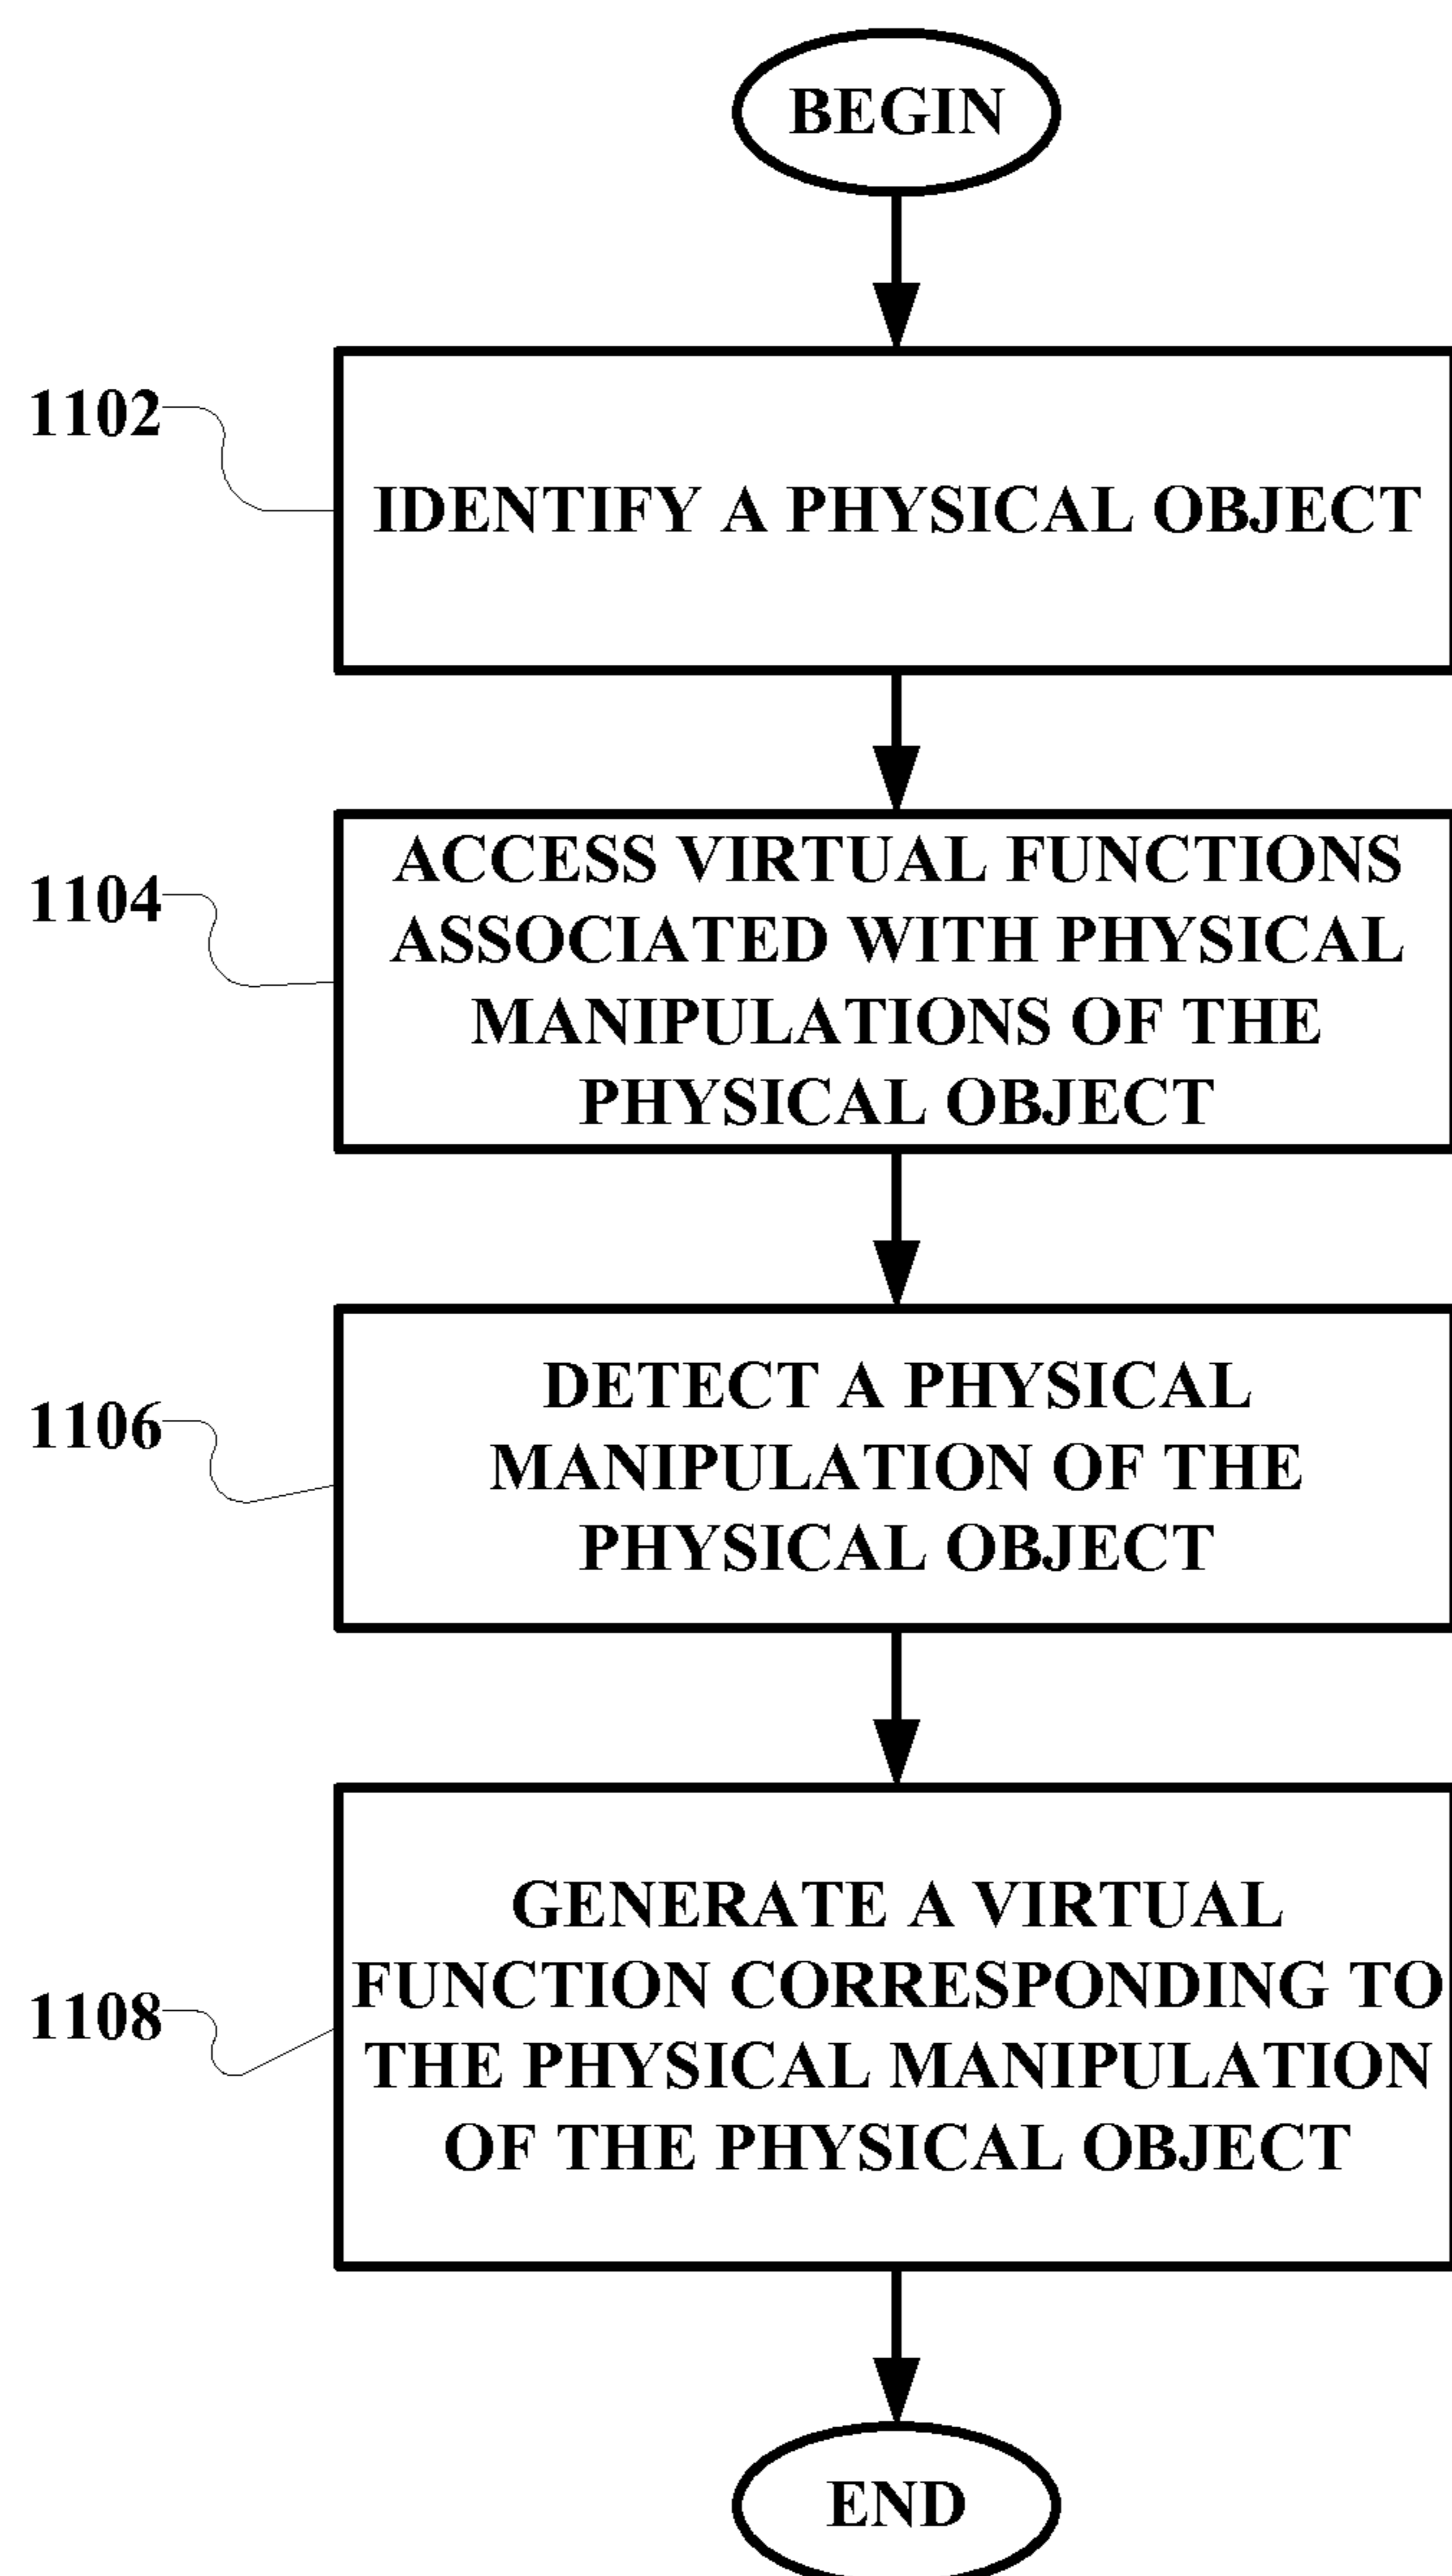 BEGIN
1102
IDENTIFY A PHYSICAL OBJECT
1104
ACCESS VIRTUAL FUNCTIONS
ASSOCIATED WITH PHYSICAL
MANIPULATIONS OF THE
PHYSICAL OBJECT
1106
DETECT A PHYSICAL
MANIPULATION OF THE
PHYSICAL OBJECT
1108
GENERATE A VIRTUAL
FUNCTION CORRESPONDING TO
THE PHYSICAL MANIPULATION
OF THE PHYSICAL OBJECT
END